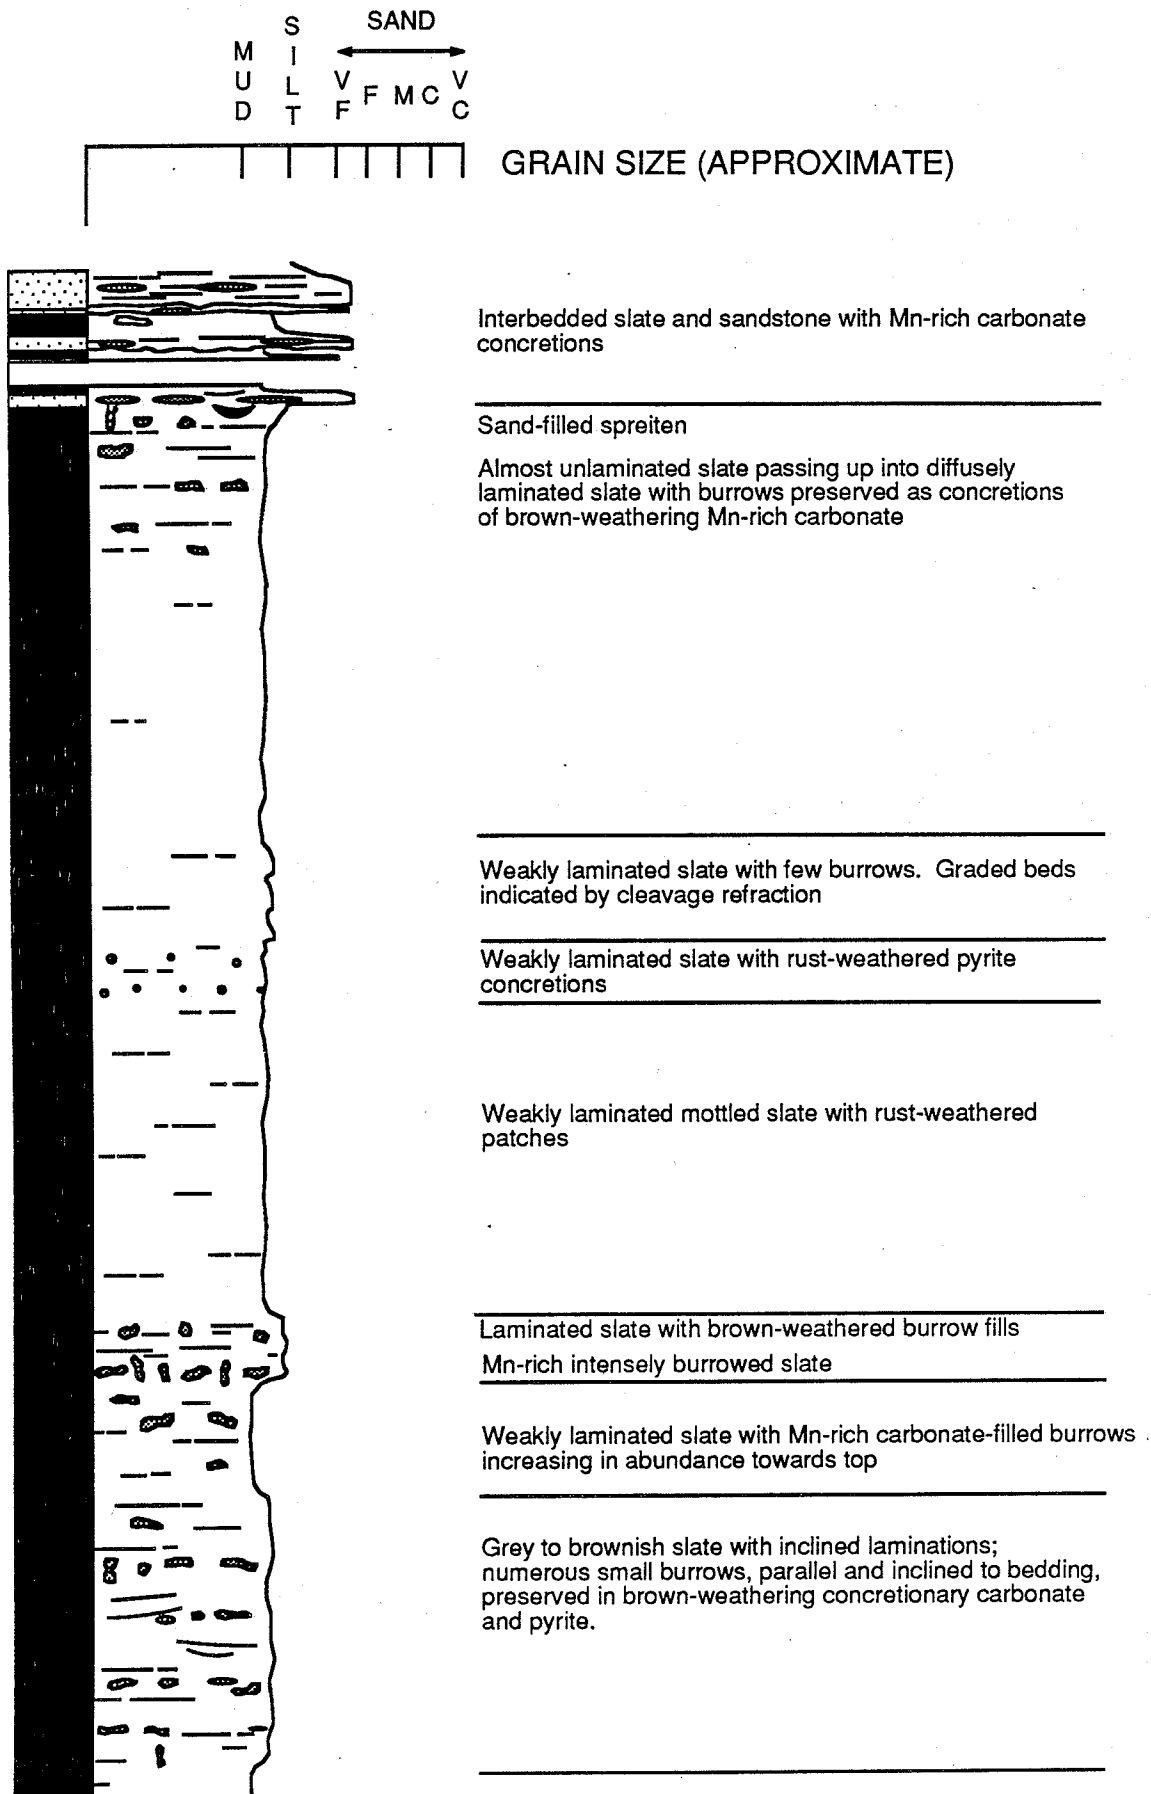 SAND
MUD
SILT
VF
F
M
C
VC
GRAIN SIZE (APPROXIMATE)
Interbedded slate and sandstone with Mn-rich carbonate
concretions
Sand-filled spreiten
Almost unlaminated slate passing up into diffusely
laminated slate with burrows preserved as concretions
of brown-weathering Mn-rich carbonate
Weakly laminated slate with few burrows. Graded beds
indicated by cleavage refraction
Weakly laminated slate with rust-weathered pyrite
concretions
Weakly laminated mottled slate with rust-weathered
patches
Laminated slate with brown-weathered burrow fills
Mn-rich intensely burrowed slate
Weakly laminated slate with Mn-rich carbonate-filled burrows
increasing in abundance towards top
Grey to brownish slate with inclined laminations;
numerous small burrows, parallel and inclined to bedding,
preserved in brown-weathering concretionary carbonate
and pyrite.